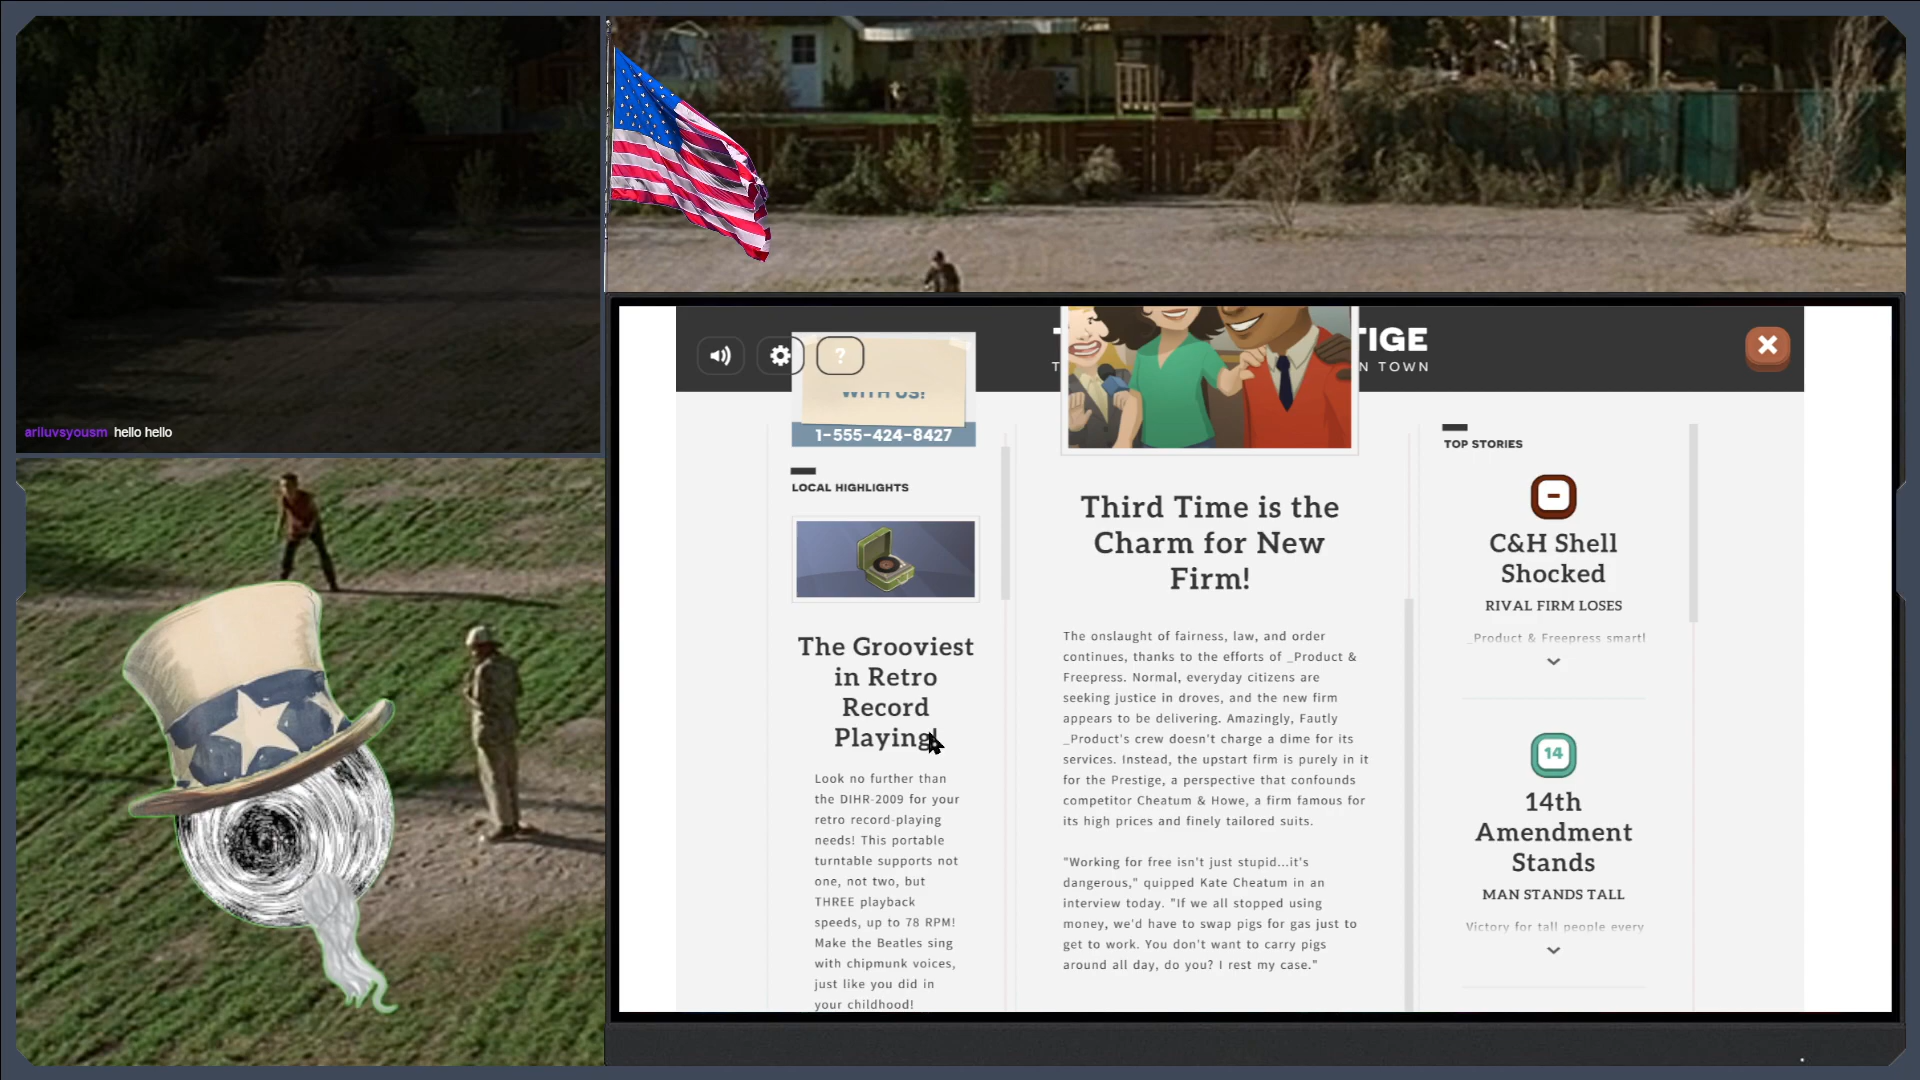 ariluvsyousm hello hello
TIGE
N TOWN
?
WITH US!
1-555-424-8427
LOCAL HIGHLIGHTS
The Grooviest
in Retro
Record
Playing!
Look no further than
the DIHR-2009 for your
retro record-playing
needs! This portable
turntable supports not
one, not two, but
THREE playback
speeds, up to 78 RPM!
Make the Beatles sing
with chipmunk voices,
just like you did in
your childhood!
Third Time is the
Charm for New
Firm!
The onslaught of fairness, law, and order
continues, thanks to the efforts of _Product &
Freepress. Normal, everyday citizens are
seeking justice in droves, and the new firm
appears to be delivering. Amazingly, Fautly
_Product's crew doesn't charge a dime for its
services. Instead, the upstart firm is purely in it
for the Prestige, a perspective that confounds
competitor Cheatum & Howe, a firm famous for
its high prices and finely tailored suits.
"Working for free isn't just stupid...it's
dangerous," quipped Kate Cheatum in an
interview today. "If we all stopped using
money, we'd have to swap pigs for gas just to
get to work. You don't want to carry pigs
around all day, do you? I rest my case."
TOP STORIES
C&H Shell
Shocked
RIVAL FIRM LOSES
_Product & Freepress smartl
14
14th
Amendment
Stands
MAN STANDS TALL
Victory for tall people every